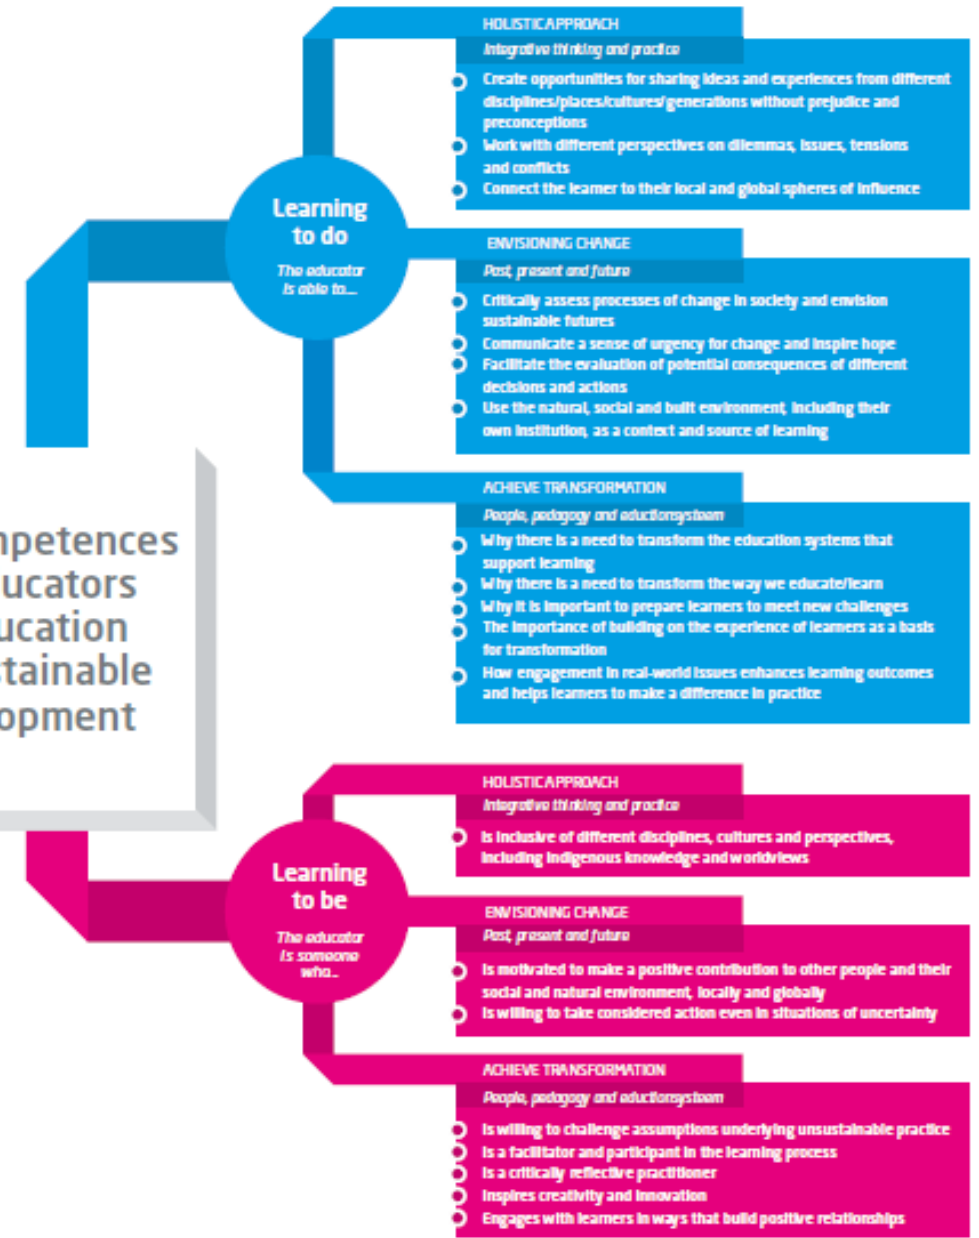 HOLISTIC APPROACH
Integrative thinking and practice
Create opportunities for sharing ideas and experiences from different
disciplines/places/cultures/generations without prejudice and
preconceptions
Work with different perspectives on dilemmas, issues, tensions
and conflicts
Connect the learner to their local and global spheres of influence
Learning
to do
The educator
is able to....
ENVISIONING CHANGE
Past, present and future
Critically assess processes of change in society and envision
sustainable futures
Communicate a sense of urgency for change and inspire hope
Facilitate the evaluation of potential consequences of different
decisions and actions
Use the natural, social and built environment, including their
own institution, as a context and source of learning
ACHIEVE TRANSFORMATION
People, pedagogy and eductionsysteem
Why there is a need to transform the education systems that
support learning
Why there is a need to transform the way we educate/learn
Why it is important to prepare learners to meet new challenges
The importance of building on the experience of learners as a basis
for transformation
How engagement in real-world issues enhances learning outcomes
and helps learners to make a difference in practice
mpetences
ucators
ucation
stainable
opment
HOLISTIC APPROACH
Integrative thinking and practice
Is inclusive of different disciplines, cultures and perspectives,
including indigenous knowledge and worldviews
Learning
to be
The educator
is someone
who...
ENVISIONING CHANGE
Past, present and future
Is motivated to make a positive contribution to other people and their
social and natural environment, locally and globally
Is willing to take considered action even in situations of uncertainty
ACHIEVE TRANSFORMATION
People, pedagogy and eductionsysteem
Is willing to challenge assumptions underlying unsustainable practice
Is a facilitator and participant in the learning process
Is a critically reflective practitioner
Inspires creativity and innovation
Engages with learners in ways that build positive relationships